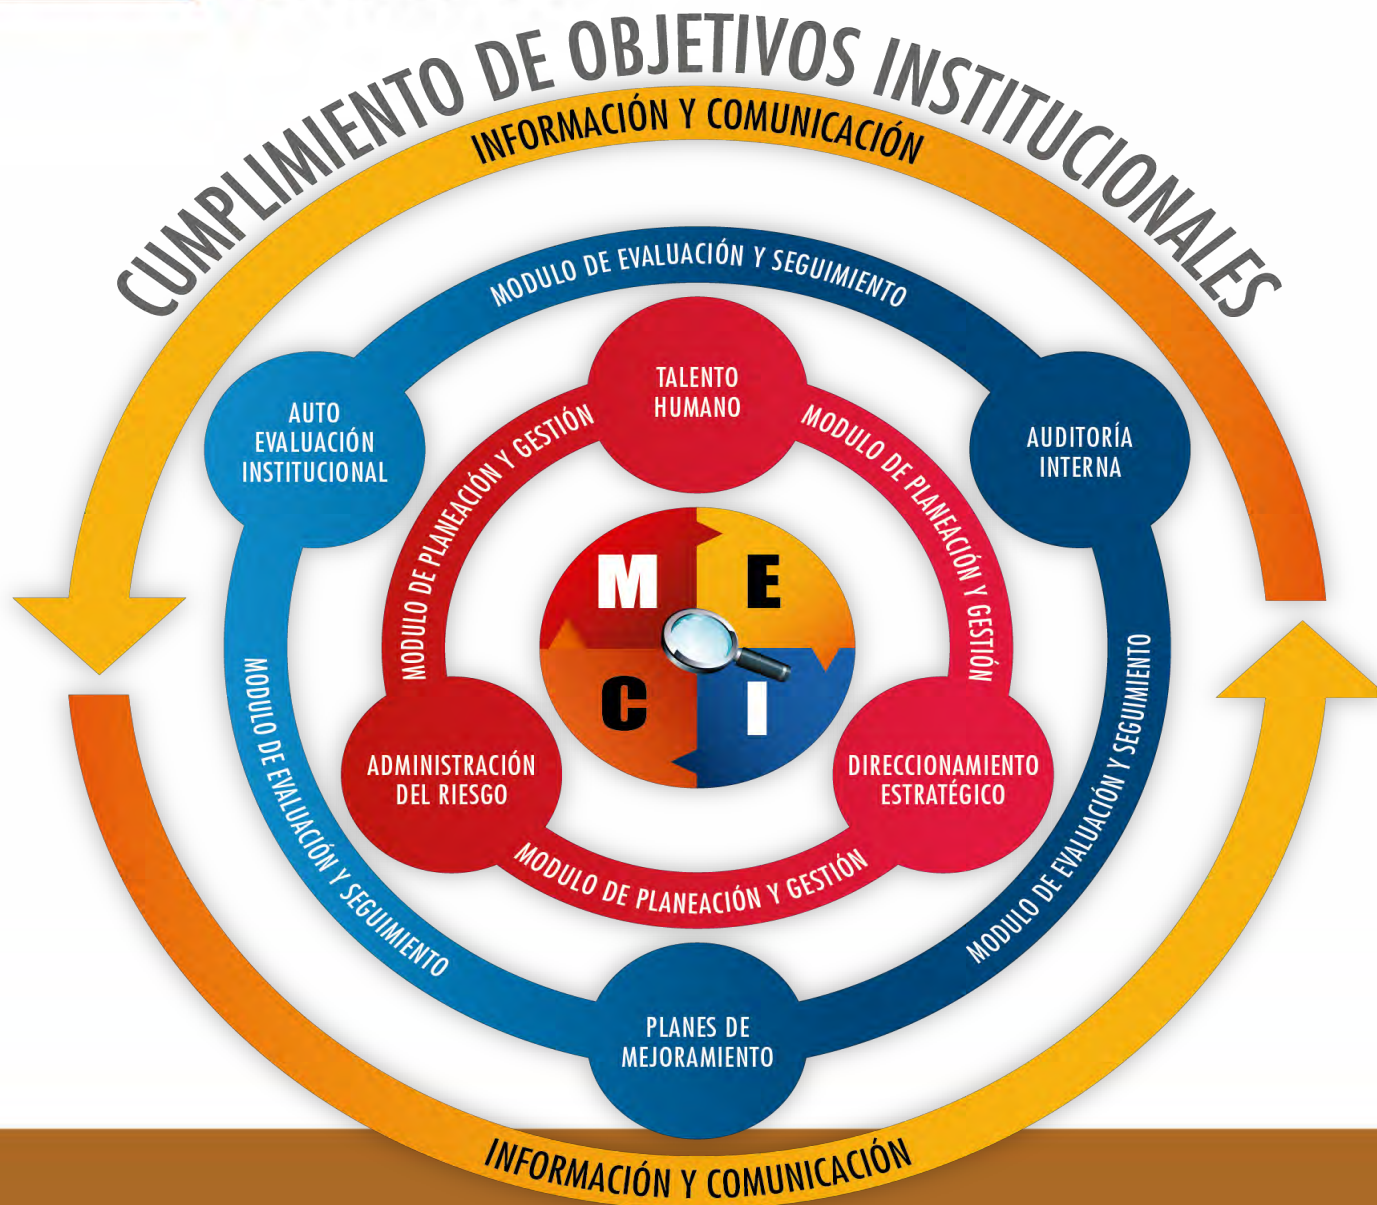 CUMPLIMIENTO DE OBJETIVOS INSTITUCIONALES
INFORMACIÓN Y COMUNICACIÓN
MODULO DE EVALUACIÓN Y SEGUIMIENTO
TALENTO
HUMANO
AUTO
EVALUACIÓN
INSTITUCIONAL
AUDITORÍA
INTERNA
MODULO DE PLANEACIÓN Y GESTIÓN
MODULO DE PLANEACIÓN Y GESTIÓN
M E
C I
MODULO DE EVALUACIÓN Y SEGUIMIENTO
MODULO DE EVALUACIÓN Y SEGUIMIENTO
ADMINISTRACIÓN
DEL RIESGO
DIRECCIONAMIENTO
ESTRATÉGICO
MODULO DE PLANEACIÓN Y GESTIÓN
PLANES DE
MEJORAMIENTO
INFORMACIÓN Y COMUNICACIÓN